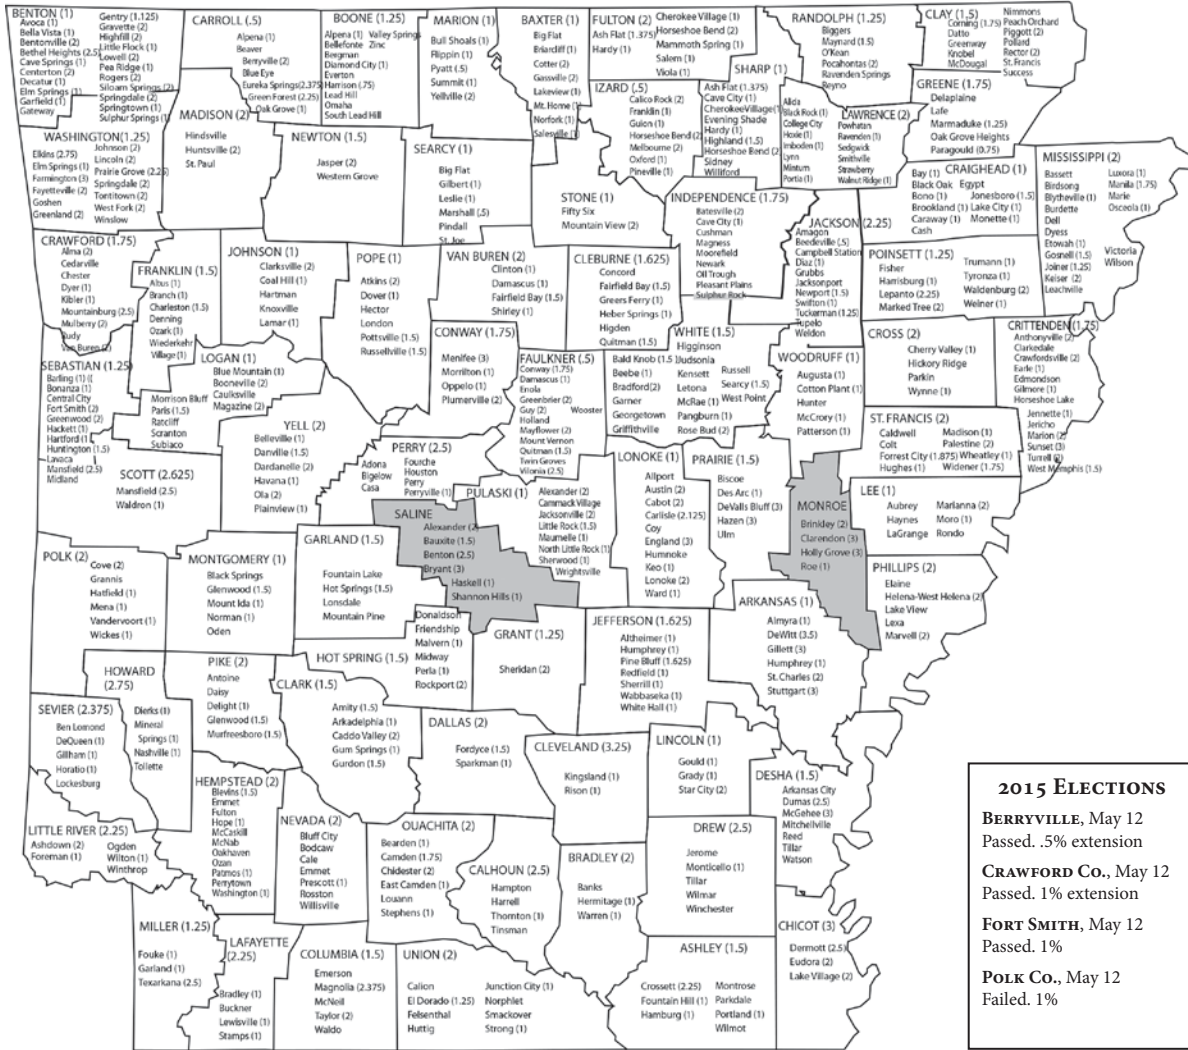 BENTON (1)
Avoca (1)
Bella Vista (1)
Bentonville (2)
Bethel Heights (2.5)
Cave Springs (1)
Centerton (2)
Decatur (1)
Elm Springs (1)
Garfield (1)
Gateway
Gentry (1.125)
Gravette (2)
Highfill (2)
Little Flock (1)
Lowell (2)
Pea Ridge (1)
Rogers (2)
Siloam Springs (2)
Springdale (2)
Springtown (1)
Sulphur Springs (1)
CARROLL (.5)
Alpena (1)
Beaver
Berryville (2)
Blue Eye
Eureka Springs(2.375)
Green Forest (2.25)
Oak Grove (1)
BOONE (1.25)
Alpena (1) Valley Springs
Bellefonte Zinc
Bergman
Diamond City (1)
Everton
Harrison (.75)
Lead Hill
Omaha
South Lead Hill
MARION (1)
Bull Shoals (1)
Flippin (1)
Pyatt (.5)
Summit (1)
Yellville (2)
BAXTER (1)
Big Flat
Briarcliff (1)
Cotter (2)
Gassville (2)
Lakeview (1)
Mt. Home (1)
Norfork (1)
Salesville (1)
FULTON (2)
Ash Flat (1.375)
Hardy (1)
Cherokee Village (1)
Horseshoe Bend (2)
Mammoth Spring (1)
Salem (1)
Viola (1)
RANDOLPH (1.25)
Biggers
Maynard (1.5)
O'Kean
Pocahontas (2)
Ravenden Springs
Reyno
CLAY (1.5)
Corning (1.75)
Datto
Greenway
Knobel
McDougal
Nimmons
Peach Orchard
Piggott (2)
Pollard
Rector (2)
St. Francis
Success
SHARP (1)
Ash Flat (1.375)
Cave City (1)
CherokeeVillage(1)
Evening Shade
Hardy (1)
Highland (1.5)
Horseshoe Bend (2)
Sidney
Williford
IZARD (.5)
Calico Rock (2)
Franklin (1)
Guion (1)
Horseshoe Bend (2)
Melbourne (2)
Oxford (1)
Pineville (1)
GREENE (1.75)
Delaplaine
Lafe
Marmaduke (1.25)
Oak Grove Heights
Paragould (0.75)
LAWRENCE (2)
Alicia
Black Rock (1)
College City
Hoxie (1)
Imboden (1)
Lynn
Minturn
Portia (1)
Powhatan
Ravenden (1)
Sedgwick
Smithville
Strawberry
Walnut Ridge (1)
WASHINGTON(1.25)
Elkins (2.75)
Elm Springs (1)
Farmington (3)
Fayetteville (2)
Goshen
Greenland (2)
Johnson (2)
Lincoln (2)
Prairie Grove (2.25)
Springdale (2)
Tontitown (2)
West Fork (2)
Winslow
MADISON (2)
Hindsville
Huntsville (2)
St. Paul
NEWTON (1.5)
Jasper (2)
Western Grove
SEARCY (1)
Big Flat
Gilbert (1)
Leslie (1)
Marshall (.5)
Pindall
St. Joe
STONE (1)
Fifty Six
Mountain View (2)
INDEPENDENCE (1.75)
Batesville (2)
Cave City (1)
Cushman
Magness
Moorefield
Newark
Oil Trough
Pleasant Plains
Sulphur Rock
CRAIGHEAD (1)
Bay (1)
Black Oak Egypt
Bono (1) Jonesboro (1.5)
Brookland (1) Lake City (1)
Caraway (1) Monette (1)
Cash
MISSISSIPPI (2)
Bassett
Birdsong
Blytheville (1)
Burdette
Dell
Dyess
Etowah (1)
Gosnell (1.5)
Joiner (1.25)
Keiser (2)
Leachville
Luxora (1)
Manila (1.75)
Marie
Osceola (1)
Victoria
Wilson
JACKSON (2.25)
Amagon
Beedeville (.5)
Campbell Station
Diaz (1)
Grubbs
Jacksonport
Newport (1.5)
Swifton (1)
Tuckerman (1.25)
Tupelo
Weldon
POINSETT (1.25)
Fisher
Harrisburg (1)
Lepanto (2.25)
Marked Tree (2)
Trumann (1)
Tyronza (1)
Waldenburg (2)
Weiner (1)
CRAWFORD (1.75)
Alma (2)
Cedarville
Chester
Dyer (1)
Kibler (1)
Mountainburg (2.5)
Mulberry (2)
Rudy
Van Buren (2)
FRANKLIN (1.5)
Altus (1)
Branch (1)
Charleston (1.5)
Denning
Ozark (1)
Wiederkehr
Village (1)
JOHNSON (1)
Clarksville (2)
Coal Hill (1)
Hartman
Knoxville
Lamar (1)
POPE (1)
Atkins (2)
Dover (1)
Hector
London
Pottsville (1.5)
Russellville (1.5)
VAN BUREN (2)
Clinton (1)
Damascus (1)
Fairfield Bay (1.5)
Shirley (1)
CLEBURNE (1.625)
Concord
Fairfield Bay (1.5)
Greers Ferry (1)
Heber Springs (1)
Higden
Quitman (1.5)
CONWAY (1.75)
Menifee (3)
Morrilton (1)
Oppelo (1)
Plumerville (2)
FAULKNER (.5)
Conway (1.75)
Damascus (1)
Enola
Greenbrier (2)
Guy (2) Wooster
Holland
Mayflower (2)
Mount Vernon
Quitman (1.5)
Twin Groves
Vilonia (2.5)
WHITE (1.5)
Bald Knob (1.5)
Beebe (1)
Bradford(2)
Garner
Georgetown
Griffithville
Higginson
Judsonia
Kensett
Letona
McRae (1)
Pangburn (1)
Rose Bud (2)
Russell
Searcy (1.5)
West Point
WOODRUFF (1)
Augusta (1)
Cotton Plant (1)
Hunter
McCrory (1)
Patterson (1)
CROSS (2)
Cherry Valley (1)
Hickory Ridge
Parkin
Wynne (1)
CRITTENDEN (1.75)
Anthonyville (2)
Clarkedale
Crawfordsville (2)
Earle (1)
Edmondson
Gilmore (1)
Horseshoe Lake
Jennette (1)
Jericho
Marion (2)
Sunset (3)
Turrell (2)
West Memphis (1.5)
SEBASTIAN (1.25)
Barling (1)
Bonanza (1)
Central City
Fort Smith (2)
Greenwood (2)
Hackett (1)
Hartford (1)
Huntington (1.5)
Lavaca
Mansfield (2.5)
Midland
LOGAN (1)
Blue Mountain (1)
Booneville (2)
Caulksville
Magazine (2)
Morrison Bluff
Paris (1.5)
Ratcliff
Scranton
Subiaco
YELL (2)
Belleville (1)
Danville (1.5)
Dardanelle (2)
Havana (1)
Ola (2)
Plainview (1)
SCOTT (2.625)
Mansfield (2.5)
Waldron (1)
PERRY (2.5)
Adona
Bigelow
Casa
Fourche
Houston
Perry
Perryville (1)
PULASKI (1)
Alexander (2)
Cammack Village
Jacksonville (2)
Little Rock (1.5)
Maumelle (1)
North Little Rock (1)
Sherwood (1)
Wrightsville
LONOKE (1)
Allport
Austin (2)
Cabot (2)
Carlisle (2.125)
Coy
England (3)
Humnoke
Keo (1)
Lonoke (2)
Ward (1)
PRAIRIE (1.5)
Biscoe
Des Arc (1)
DeValls Bluff (3)
Hazen (3)
Ulm
ST. FRANCIS (2)
Caldwell
Colt
Forrest City (1.875)
Hughes (1)
Madison (1)
Palestine (2)
Wheatley (1)
Widener (1.75)
MONROE
Brinkley (2)
Clarendon (3)
Holly Grove (3)
Roe (1)
LEE (1)
Aubrey
Haynes
LaGrange
Marianna (2)
Moro (1)
Rondo
PHILLIPS (2)
Elaine
Helena-West Helena (2)
Lake View
Lexa
Marvell (2)
SALINE
Alexander (2)
Bauxite (1.5)
Benton (2.5)
Bryant (3)
Haskell (1)
Shannon Hills (1)
GARLAND (1.5)
Fountain Lake
Hot Springs (1.5)
Lonsdale
Mountain Pine
POLK (2)
Cove (2)
Grannis
Hatfield (1)
Mena (1)
Vandervoort (1)
Wickes (1)
MONTGOMERY (1)
Black Springs
Glenwood (1.5)
Mount Ida (1)
Norman (1)
Oden
HOT SPRING (1.5)
Donaldson
Friendship
Malvern (1)
Midway
Perla (1)
Rockport (2)
GRANT (1.25)
Sheridan (2)
JEFFERSON (1.625)
Altheimer (1)
Humphrey (1)
Pine Bluff (1.625)
Redfield (1)
Sherrill (1)
Wabbaseka (1)
White Hall (1)
ARKANSAS (1)
Almyra (1)
DeWitt (3.5)
Gillett (3)
Humphrey (1)
St. Charles (2)
Stuttgart (3)
HOWARD
(2.75)
Dierks (1)
Mineral
Springs (1)
Nashville (1)
Tollette
PIKE (2)
Antoine
Daisy
Delight (1)
Glenwood (1.5)
Murfreesboro (1.5)
CLARK (1.5)
Amity (1.5)
Arkadelphia (1)
Caddo Valley (2)
Gum Springs (1)
Gurdon (1.5)
SEVIER (2.375)
Ben Lomond
DeQueen (1)
Gillham (1)
Horatio (1)
Lockesburg
DALLAS (2)
Fordyce (1.5)
Sparkman (1)
CLEVELAND (3.25)
Kingsland (1)
Rison (1)
LINCOLN (1)
Gould (1)
Grady (1)
Star City (2)
DESHA (1.5)
Arkansas City
Dumas (2.5)
McGehee (3)
Mitchellville
Reed
Tillar
Watson
LITTLE RIVER (2.25)
Ashdown (2)
Foreman (1)
Ogden
Wilton (1)
Winthrop
HEMPSTEAD (2)
Blevins (1.5)
Emmet
Fulton
Hope (1)
McCaskill
McNab
Oakhaven
Ozan
Patmos (1)
Perrytown
Washington (1)
NEVADA (2)
Bluff City
Bodcaw
Cale
Emmet
Prescott (1)
Rosston
Willisville
OUACHITA (2)
Bearden (1)
Camden (1.75)
Chidester (2)
East Camden (1)
Louann
Stephens (1)
CALHOUN (2.5)
Hampton
Harrell
Thornton (1)
Tinsman
BRADLEY (2)
Banks
Hermitage (1)
Warren (1)
DREW (2.5)
Jerome
Monticello (1)
Tillar
Wilmar
Winchester
MILLER (1.25)
Fouke (1)
Garland (1)
Texarkana (2.5)
LAFAYETTE
(2.25)
Bradley (1)
Buckner
Lewisville (1)
Stamps (1)
COLUMBIA (1.5)
Emerson
Magnolia (2.375)
McNeil
Taylor (2)
Waldo
UNION (2)
Calion
El Dorado (1.25)
Felsenthal
Huttig
Junction City (1)
Norphlet
Smackover
Strong (1)
ASHLEY (1.5)
Crossett (2.25)
Fountain Hill (1)
Hamburg (1)
Montrose
Parkdale
Portland (1)
Wilmot
CHICOT (3)
Dermott (2.5)
Eudora (2)
Lake Village (2)
2015 ELECTIONS
BERRYVILLE, May 12
Passed. .5% extension
CRAWFORD CO., May 12
Passed. 1% extension
FORT SMITH, May 12
Passed. 1%
POLK CO., May 12
Failed. 1%